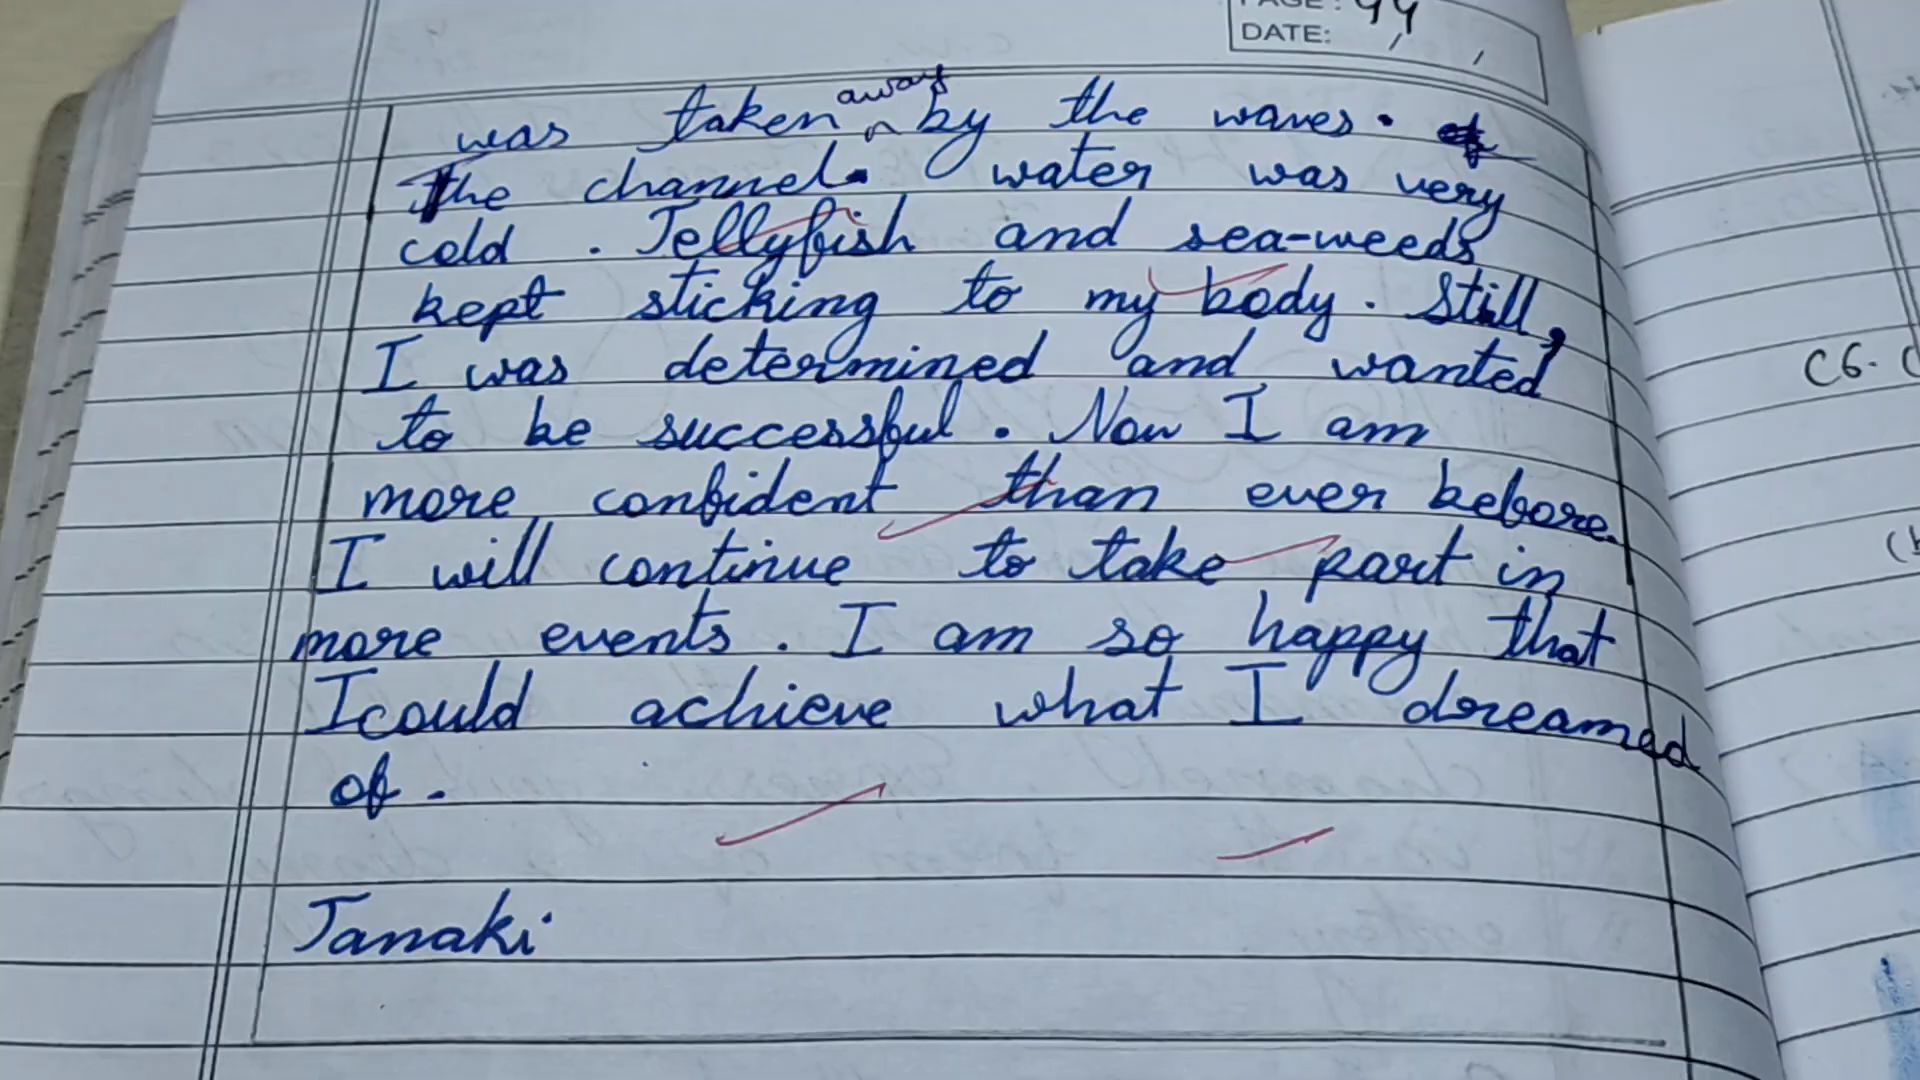 PAGE: 44
DATE: / /
was taken away by the waves.
The channel. water was very
cold . Jellyfish and sea-weeds
kept sticking to my body. Still,
I was determined and wanted
to be successful. Now I am
more confident than ever before.
I will continue to take part in
more events. I am so happy that
I could achieve what I dreamed
of.
Janaki
C6.